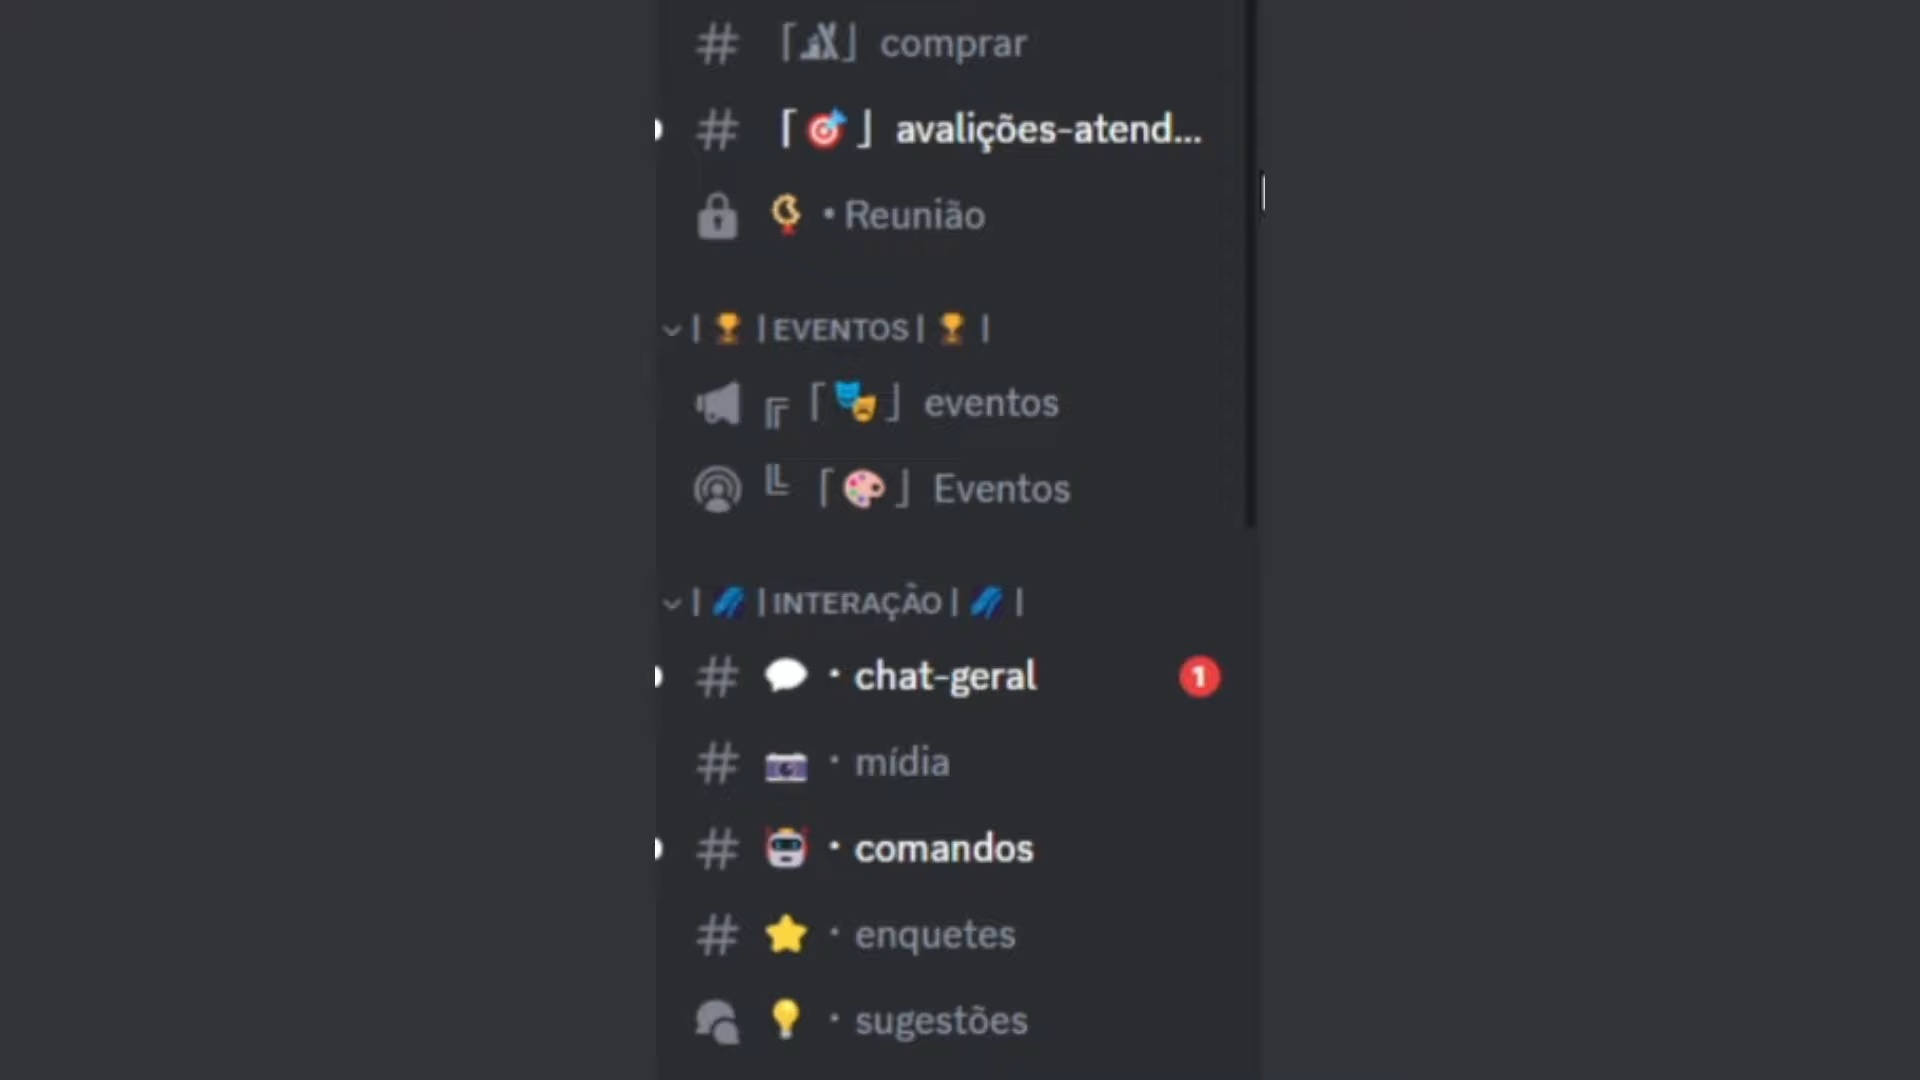 # 「」 comprar
# 「🎯」 avalições-atend...
• Reunião
| 🏆 | EVENTOS | 🏆 |
╔ 「🎭」 eventos
╚ 「🎨」 Eventos
| | INTERAÇÃO | |
# 💬 · chat-geral 1
# 📷 · mídia
# 🤖 · comandos
# ⭐ · enquetes
💡 · sugestões